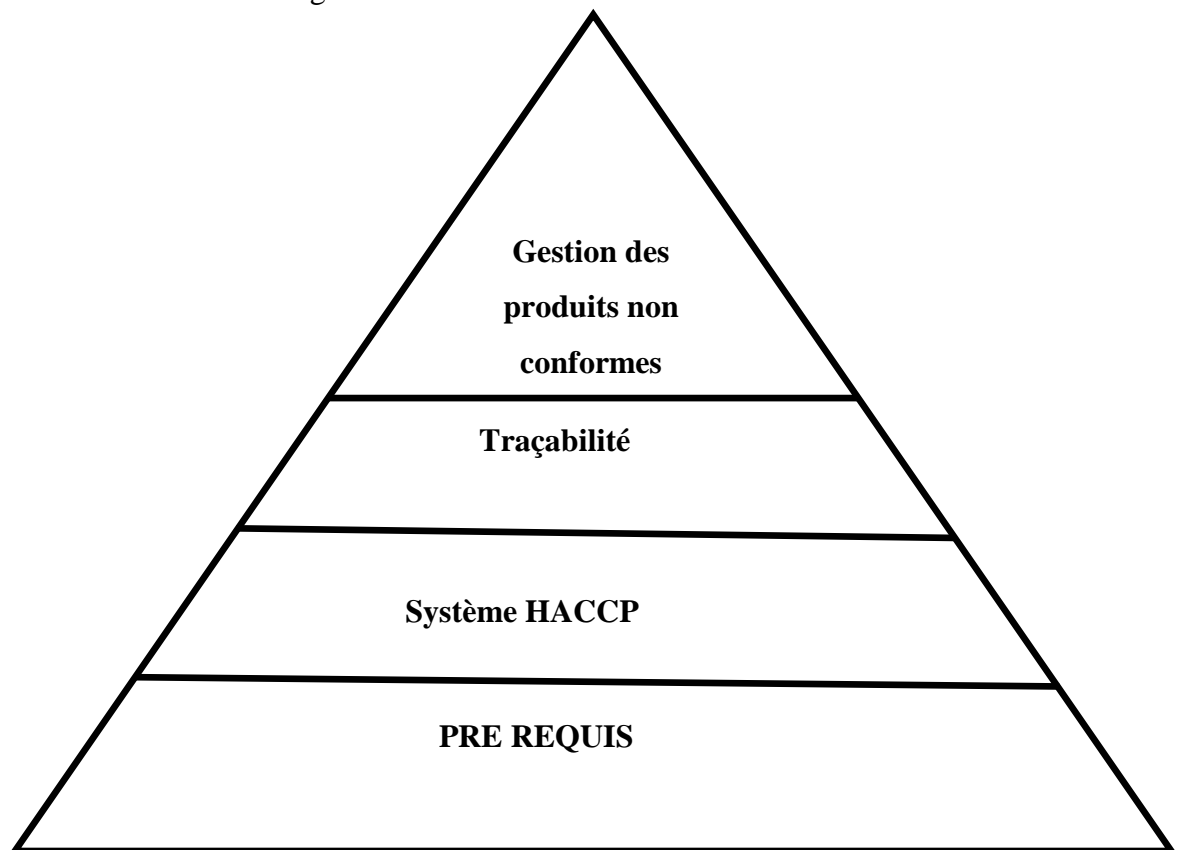 Gestion des
produits non
conformes
Traçabilité
Système HACCP
PRE REQUIS